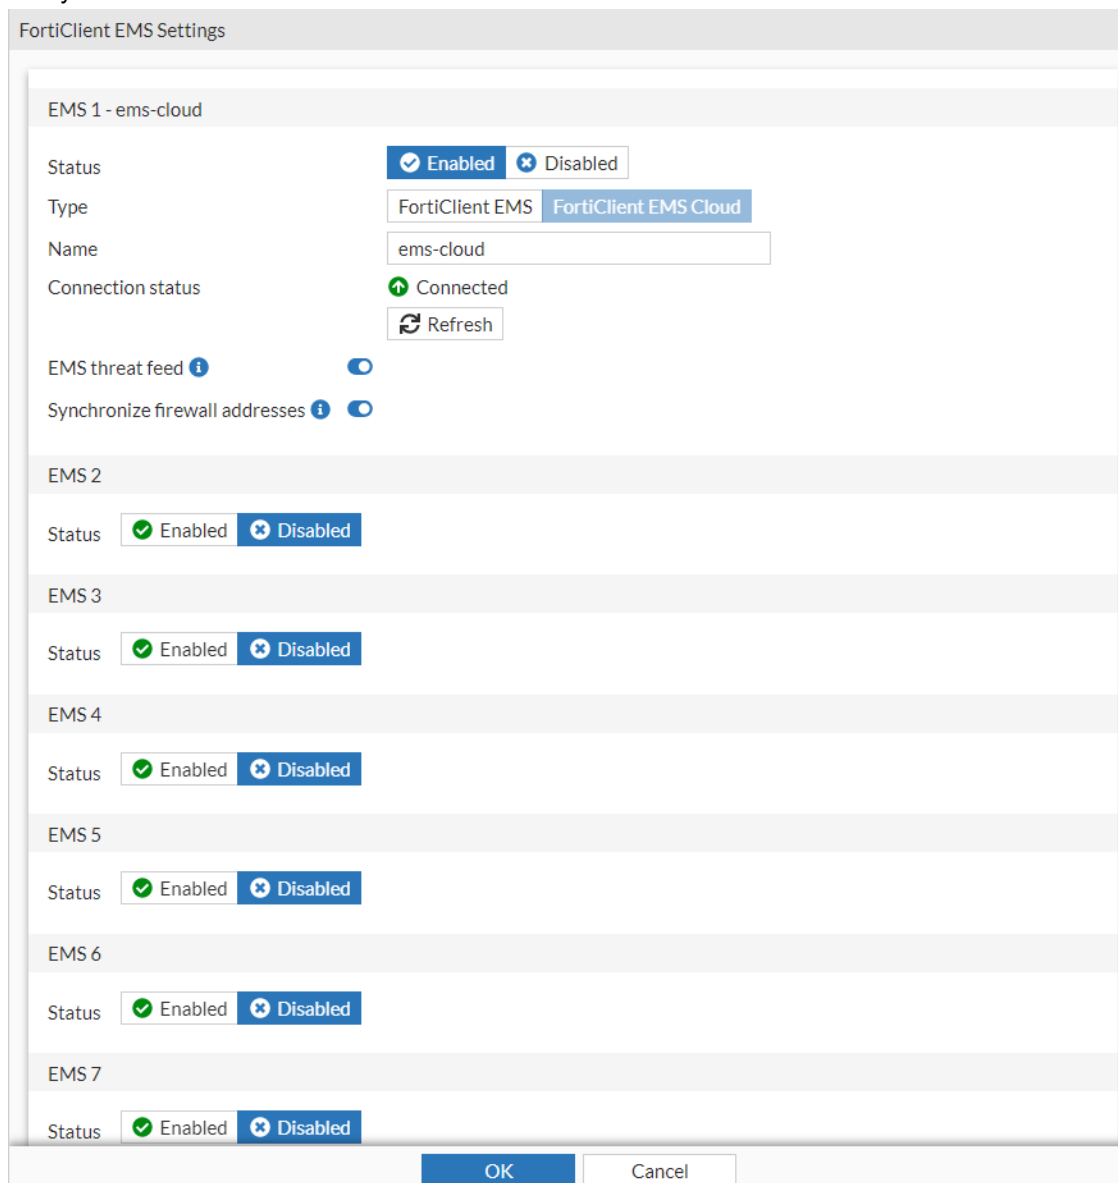 FortiClient EMS Settings
EMS 1 - ems-cloud
Status Enabled Disabled
Type FortiClient EMS FortiClient EMS Cloud
Name ems-cloud
Connection status Connected
Refresh
EMS threat feed
Synchronize firewall addresses
EMS 2
Status Enabled Disabled
EMS 3
Status Enabled Disabled
EMS 4
Status Enabled Disabled
EMS 5
Status Enabled Disabled
EMS 6
Status Enabled Disabled
EMS 7
Status Enabled Disabled
OK Cancel